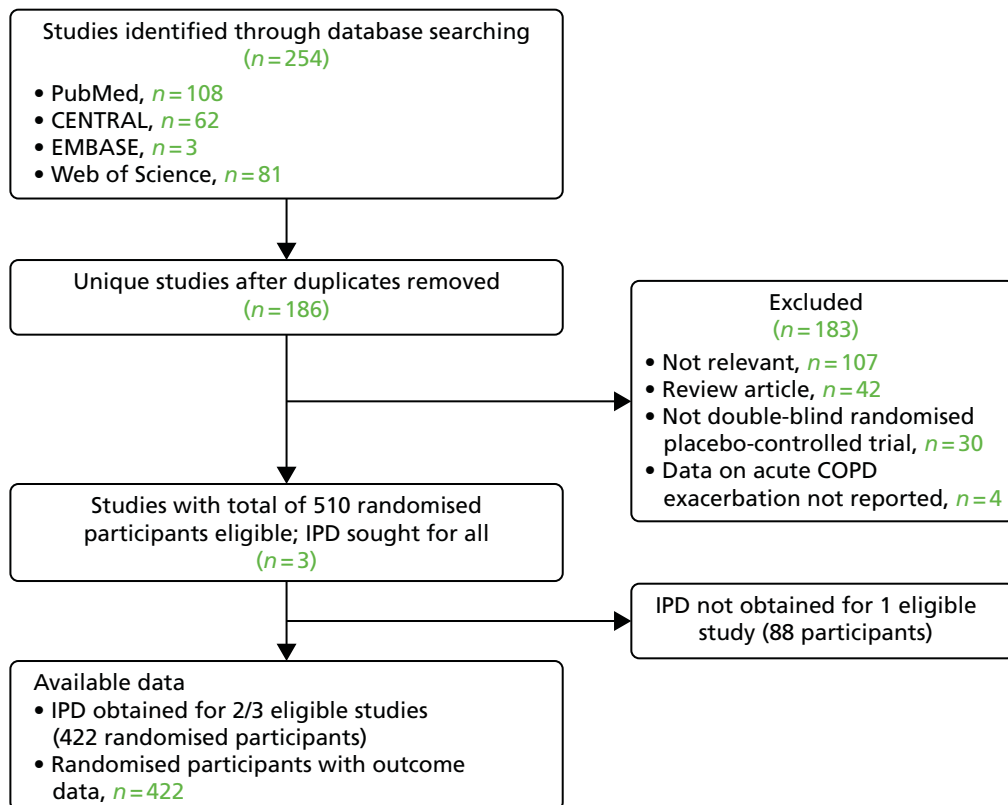 Studies identified through database searching
(n = 254)
• PubMed, n = 108
• CENTRAL, n = 62
• EMBASE, n = 3
• Web of Science, n = 81
Unique studies after duplicates removed
(n = 186)
Excluded
(n = 183)
• Not relevant, n = 107
• Review article, n = 42
• Not double-blind randomised
placebo-controlled trial, n = 30
• Data on acute COPD
exacerbation not reported, n = 4
Studies with total of 510 randomised
participants eligible; IPD sought for all
(n = 3)
IPD not obtained for 1 eligible
study (88 participants)
Available data
• IPD obtained for 2/3 eligible studies
(422 randomised participants)
• Randomised participants with outcome
data, n = 422